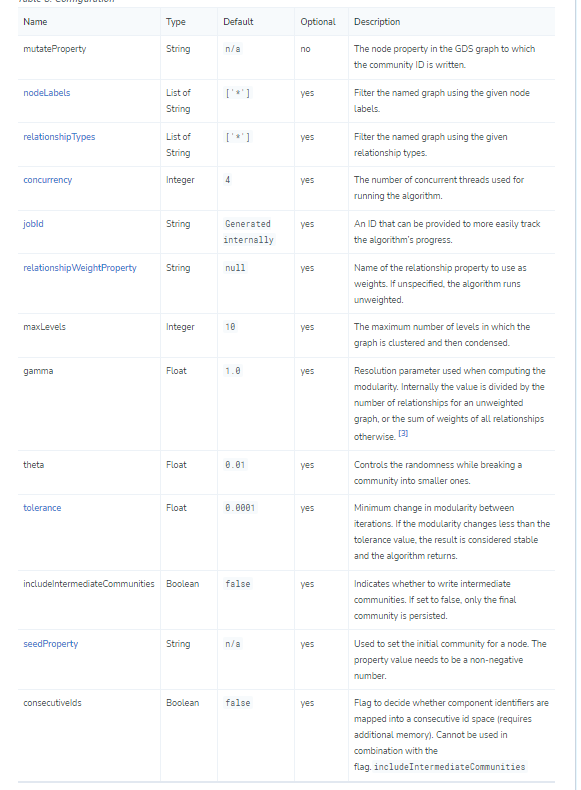 Table 8. Configuration
Name Type Default Optional Description
mutateProperty String n/a no The node property in the GDS graph to which
the community ID is written.
nodeLabels List of ['*'] yes Filter the named graph using the given node
String labels.
relationshipTypes List of ['*'] yes Filter the named graph using the given
String relationship types.
concurrency Integer 4 yes The number of concurrent threads used for
running the algorithm.
jobId String Generated yes An ID that can be provided to more easily track
internally the algorithm's progress.
relationshipWeightProperty String null yes Name of the relationship property to use as
weights. If unspecified, the algorithm runs
unweighted.
maxLevels Integer 10 yes The maximum number of levels in which the
graph is clustered and then condensed.
gamma Float 1.0 yes Resolution parameter used when computing the
modularity. Internally the value is divided by the
number of relationships for an unweighted
graph, or the sum of weights of all relationships
otherwise. [3]
theta Float 0.01 yes Controls the randomness while breaking a
community into smaller ones.
tolerance Float 0.0001 yes Minimum change in modularity between
iterations. If the modularity changes less than the
tolerance value, the result is considered stable
and the algorithm returns.
includeIntermediateCommunities Boolean false yes Indicates whether to write intermediate
communities. If set to false, only the final
community is persisted.
seedProperty String n/a yes Used to set the initial community for a node. The
property value needs to be a non-negative
number.
consecutiveIds Boolean false yes Flag to decide whether component identifiers are
mapped into a consecutive id space (requires
additional memory). Cannot be used in
combination with the
flag. includeIntermediateCommunities